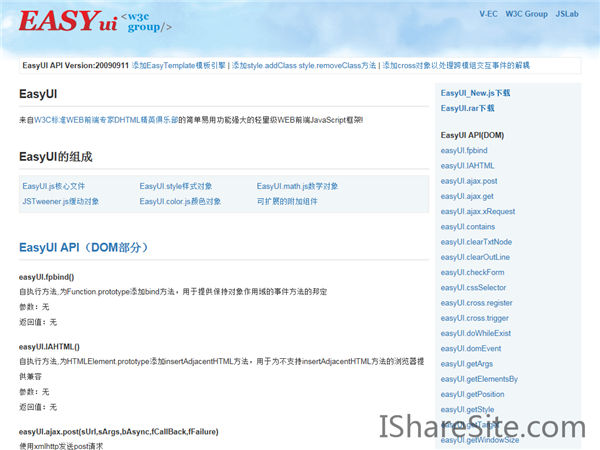 EASY ui <w3c group/>
V-EC W3C Group JSLab
EasyUI API Version:20090911 添加EasyTemplate模板引擎 | 添加style.addClass style.removeClass方法 | 添加cross对象以处理跨模组交互事件的解耦
EasyUI
来自W3C标准WEB前端专家DHTML精英俱乐部的简单易用功能强大的轻量级WEB前端JavaScript框架!
EasyUI的组成
EasyUI.js核心文件 EasyUI.style样式对象 EasyUI.math.js数学对象
JSTweener.js缓动对象 EasyUI.color.js颜色对象 可扩展的附加组件
EasyUI API（DOM部分）
easyUI.fpbind()
自执行方法,为Function.prototype添加bind方法，用于提供保持对象作用域的事件方法的邦定
参数：无
返回值：无
easyUI.IAHTML()
自执行方法,为HTMLElement.prototype添加insertAdjacentHTML方法，用于为不支持insertAdjacentHTML方法的浏览器提
供兼容
参数：无
返回值：无
easyUI.ajax.post(sUrl,sArgs,bAsync,fCallBack,fFailure)
使用xmlhttp发送post请求
EasyUI_New.js下载
EasyUI.rar下载
EasyUI API(DOM)
easyUI.fpbind
easyUI.IAHTML
easyUI.ajax.post
easyUI.ajax.get
easyUI.ajax.xRequest
easyUI.contains
easyUI.clearTxtNode
easyUI.clearOutLine
easyUI.checkForm
easyUI.cssSelector
easyUI.cross.register
easyUI.cross.trigger
easyUI.doWhileExist
easyUI.domEvent
easyUI.getArgs
easyUI.getElementsBy
easyUI.getPosition
easyUI.getStyle
easyUI.getTarget
easyUI.getWindowSize
IShareSite.com